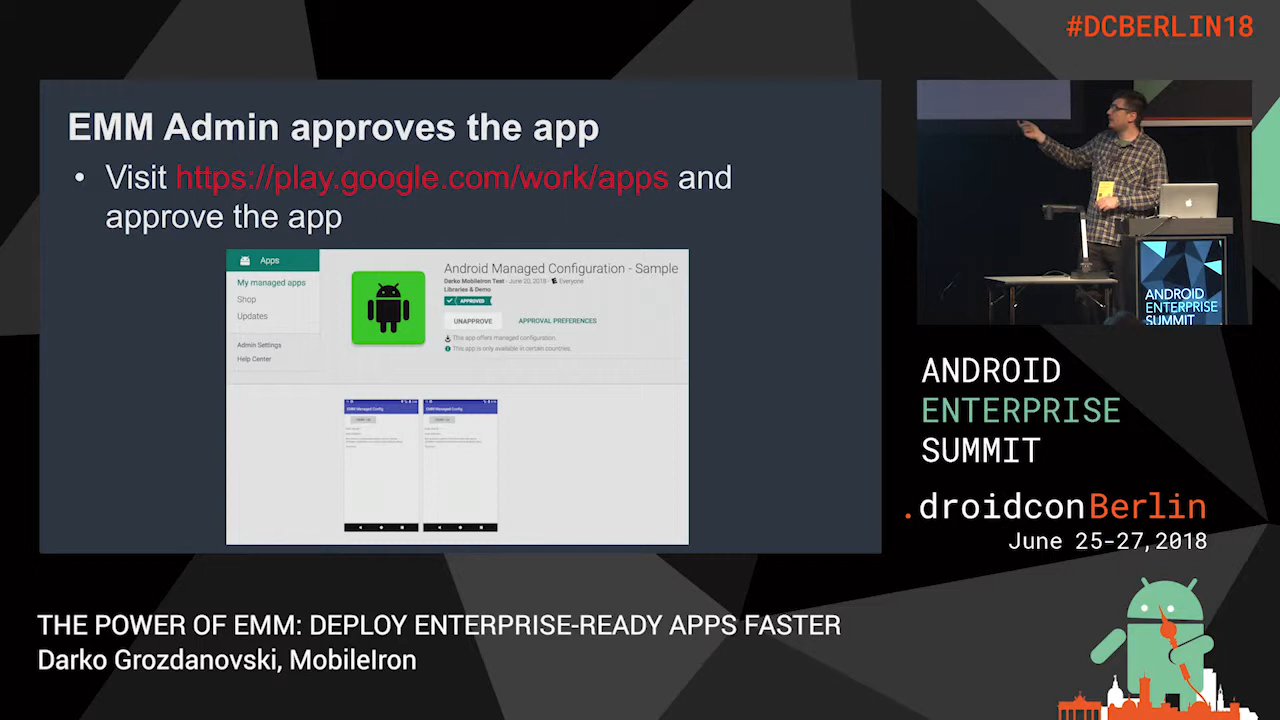 #DCBERLIN18
EMM Admin approves the app
• Visit https://play.google.com/work/apps and
approve the app
Apps
My managed apps
Shop
Updates
Admin Settings
Help Center
Android Managed Configuration - Sample
Darko MobileIron Test - June 20, 2018 - Everyone
Libraries & Demo
APPROVED
UNAPPROVE
APPROVAL PREFERENCES
This app offers managed configuration.
This app is only available in certain countries.
EMM Managed Config
EMM Managed Config
ANDROID
ENTERPRISE
SUMMIT
ANDROID
ENTERPRISE
SUMMIT
.droidconBerlin
June 25-27, 2018
THE POWER OF EMM: DEPLOY ENTERPRISE-READY APPS FASTER
Darko Grozdanovski, MobileIron